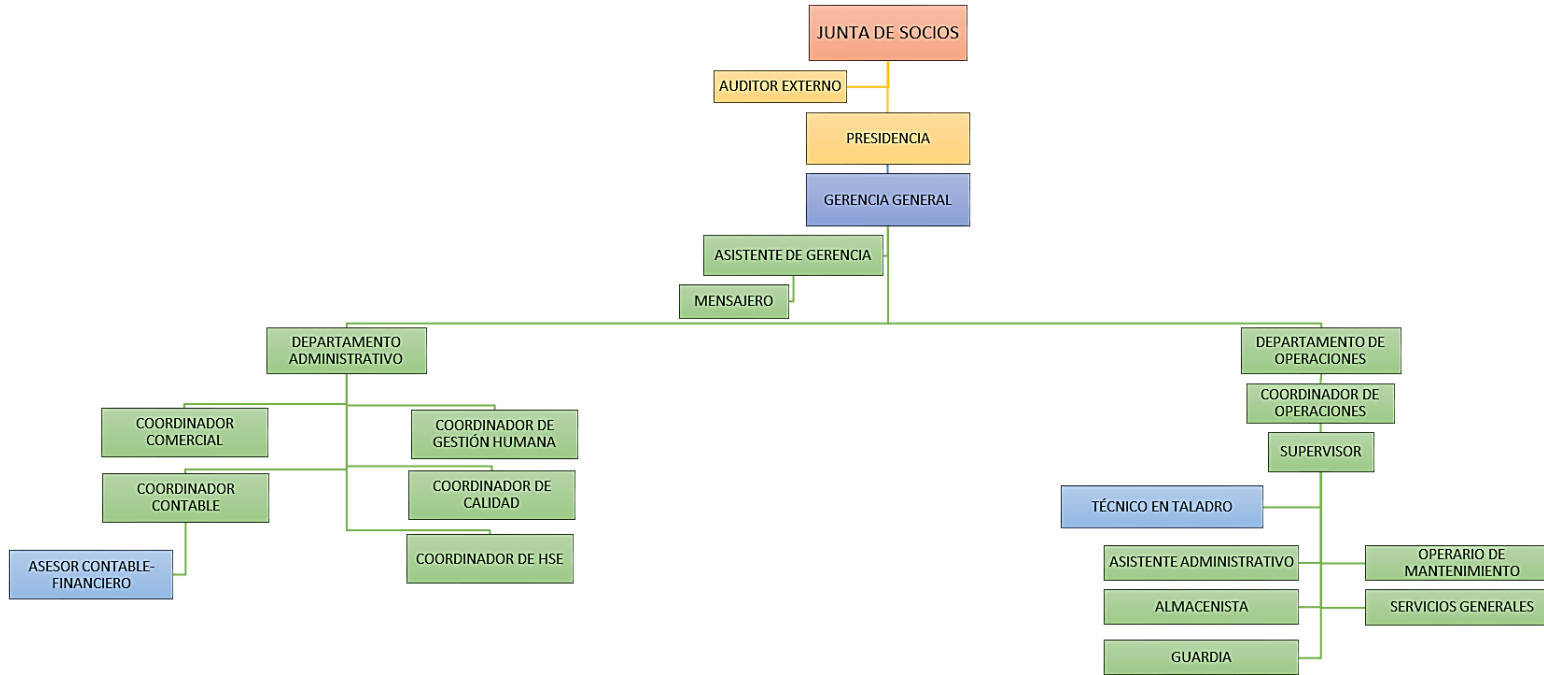 JUNTA DE SOCIOS
AUDITOR EXTERNO
PRESIDENCIA
GERENCIA GENERAL
ASISTENTE DE GERENCIA
MENSAJERO
DEPARTAMENTO
ADMINISTRATIVO
COORDINADOR
COMERCIAL
COORDINADOR DE
GESTIÓN HUMANA
COORDINADOR
CONTABLE
COORDINADOR DE
CALIDAD
ASESOR CONTABLE-
FINANCIERO
COORDINADOR DE HSE
DEPARTAMENTO DE
OPERACIONES
COORDINADOR DE
OPERACIONES
SUPERVISOR
TÉCNICO EN TALADRO
ASISTENTE ADMINISTRATIVO
OPERARIO DE
MANTENIMIENTO
ALMACENISTA
SERVICIOS GENERALES
GUARDIA